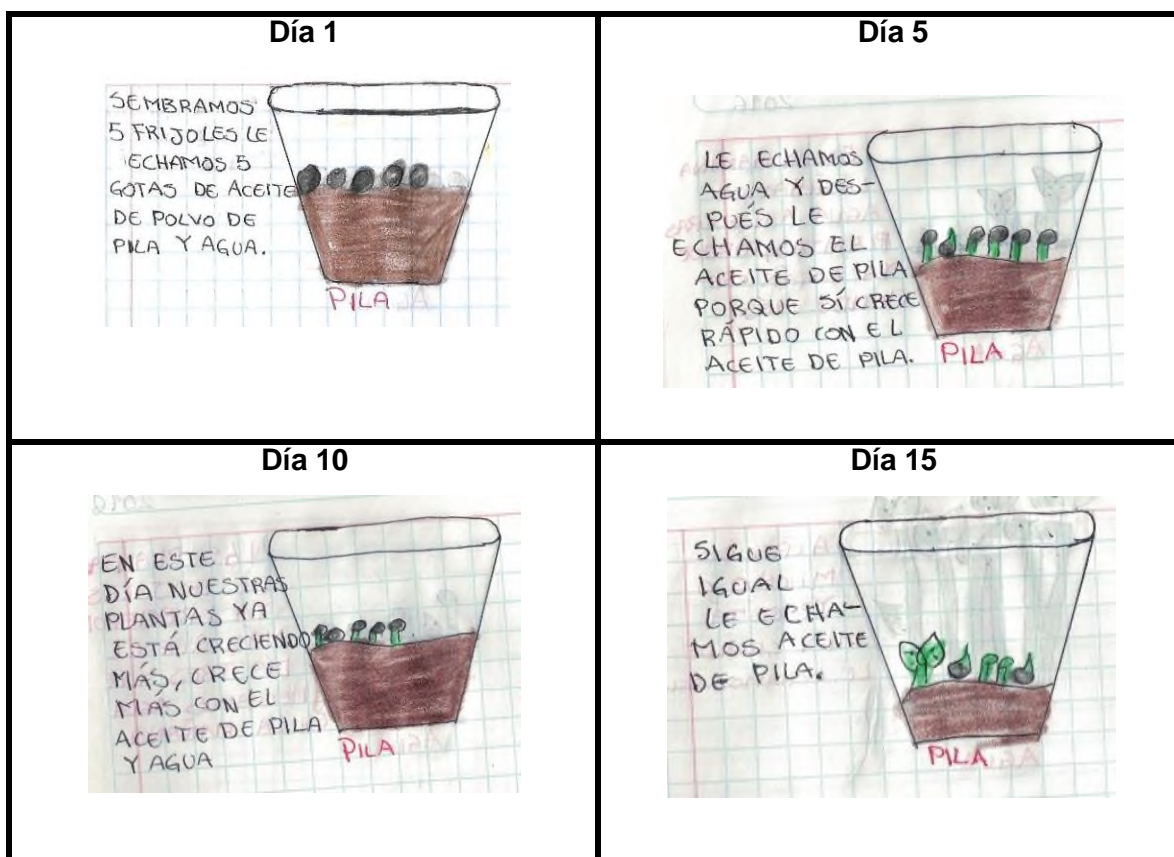 Día 1
SEMBRAMOS
5 FRIJOLES LE
ECHAMOS 5
GOTAS DE ACEITE
DE POLVO DE
PILA Y AGUA.
PILA
Día 5
LE ECHAMOS
AGUA Y DES-
PUÉS LE
ECHAMOS EL
ACEITE DE PILA
PORQUE SÍ CRECE
RÁPIDO CON EL
ACEITE DE PILA.
PILA
Día 10
EN ESTE
DÍA NUESTRAS
PLANTAS YA
ESTÁ CRECIENDO
MÁS, CRECE
MÁS CON EL
ACEITE DE PILA
Y AGUA
PILA
Día 15
SIGUE
IGUAL
LE ECHA-
MOS ACEITE
DE PILA.
PILA